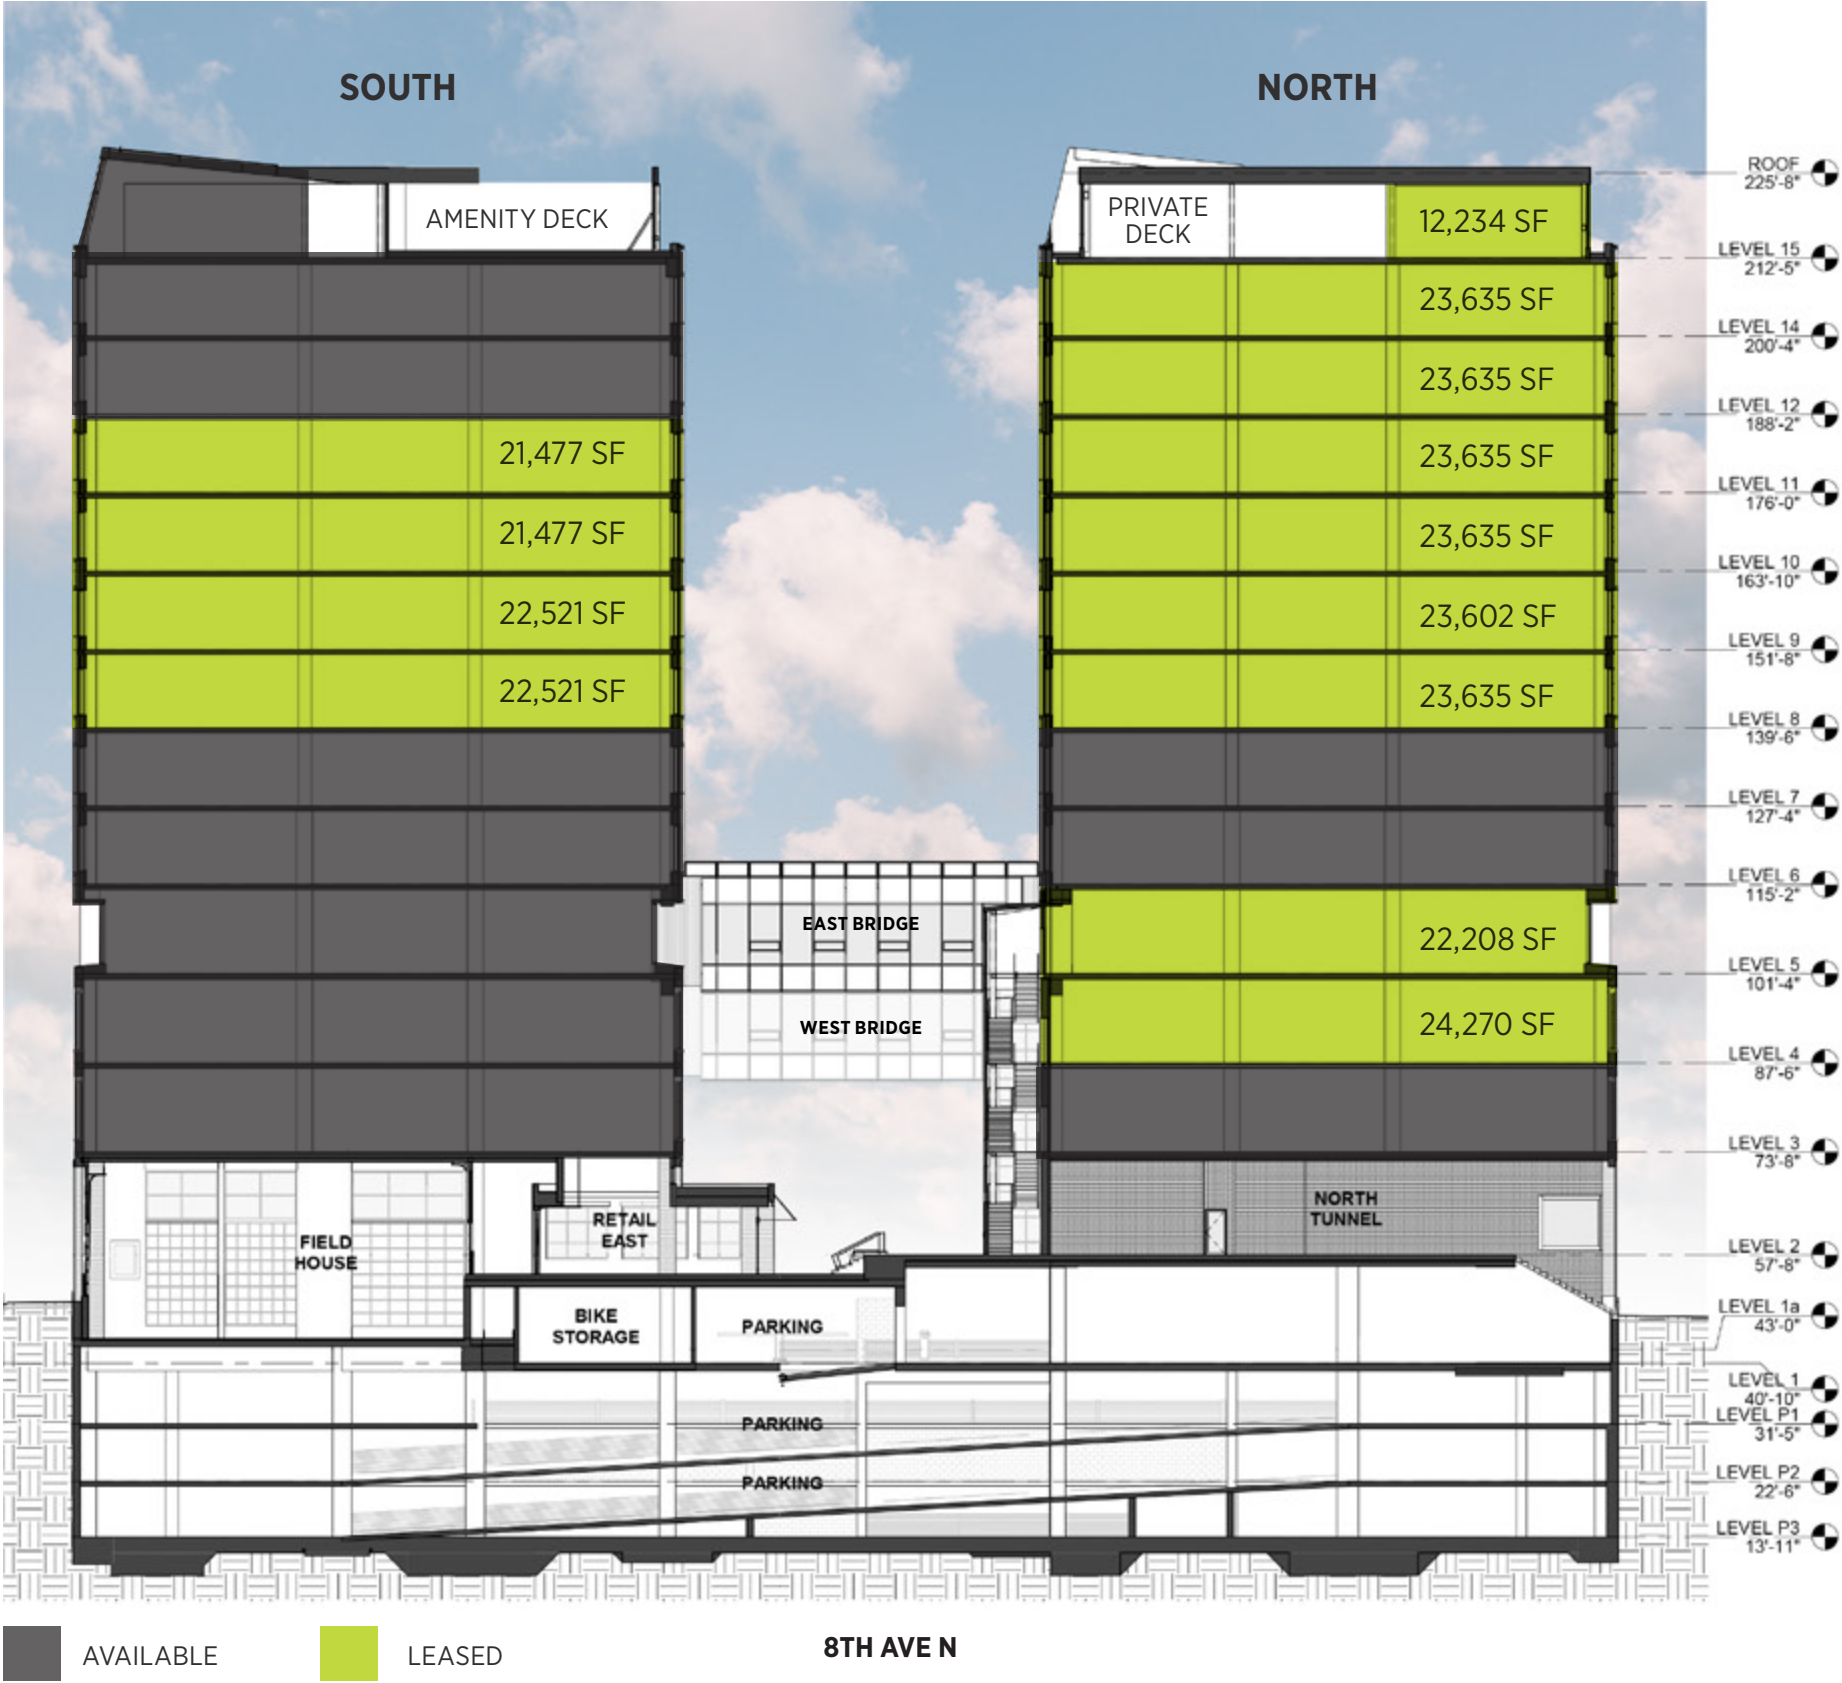 SOUTH
NORTH
AMENITY DECK
PRIVATE
DECK
12,234 SF
23,635 SF
23,635 SF
21,477 SF
23,635 SF
21,477 SF
23,635 SF
22,521 SF
23,602 SF
22,521 SF
23,635 SF
EAST BRIDGE
22,208 SF
WEST BRIDGE
24,270 SF
NORTH
TUNNEL
RETAIL
EAST
FIELD
HOUSE
BIKE
STORAGE
PARKING
PARKING
PARKING
ROOF
225'-8"
LEVEL 15
212'-5"
LEVEL 14
200'-4"
LEVEL 12
188'-2"
LEVEL 11
176'-0"
LEVEL 10
163'-10"
LEVEL 9
151'-8"
LEVEL 8
139'-6"
LEVEL 7
127'-4"
LEVEL 6
115'-2"
LEVEL 5
101'-4"
LEVEL 4
87'-6"
LEVEL 3
73'-8"
LEVEL 2
57'-8"
LEVEL 1a
43'-0"
LEVEL 1
40'-10"
LEVEL P1
31'-5"
LEVEL P2
22'-6"
LEVEL P3
13'-11"
AVAILABLE
LEASED
8TH AVE N